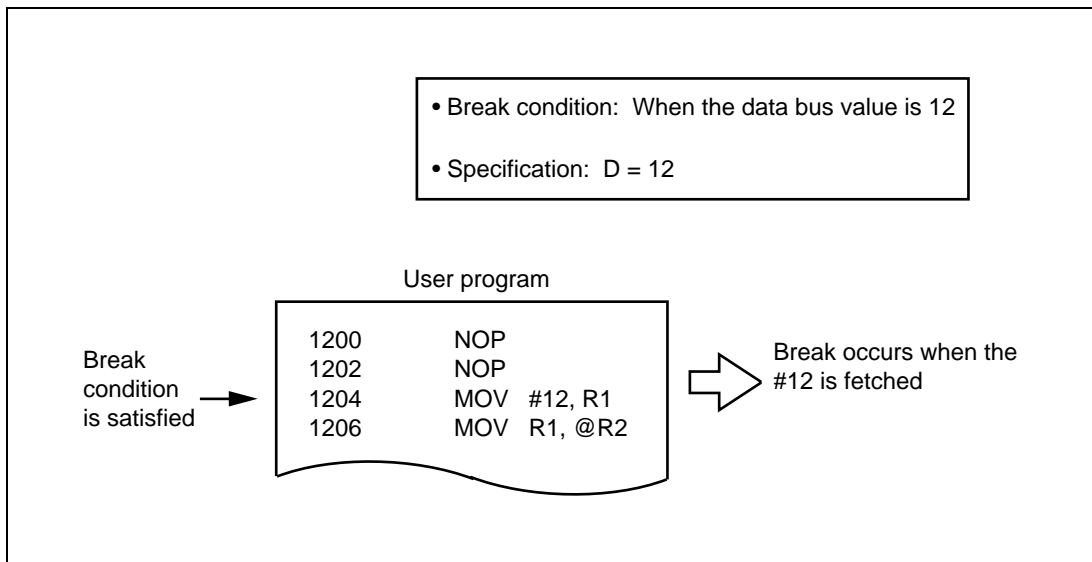 • Break condition:  When the data bus value is 12
• Specification:  D = 12
User program
1200 NOP
1202 NOP
1204 MOV #12, R1
1206 MOV R1, @R2
Break
condition
is satisfied
Break occurs when the
#12 is fetched